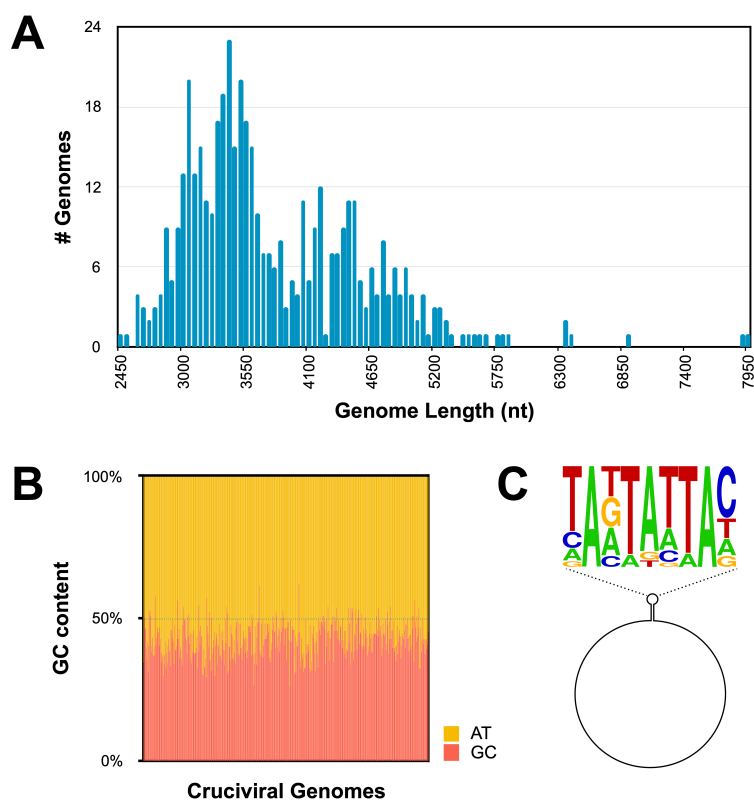 A
24
18
12
6
0
# Genomes
2450 3000 3550 4100 4650 5200 5750 6300 6850 7400 7950
Genome Length (nt)
B
100%
50%
0%
GC content
AT
GC
Cruciviral Genomes
C
T A T T A T T A C
C G A T
A A G C A A
G C A T G G